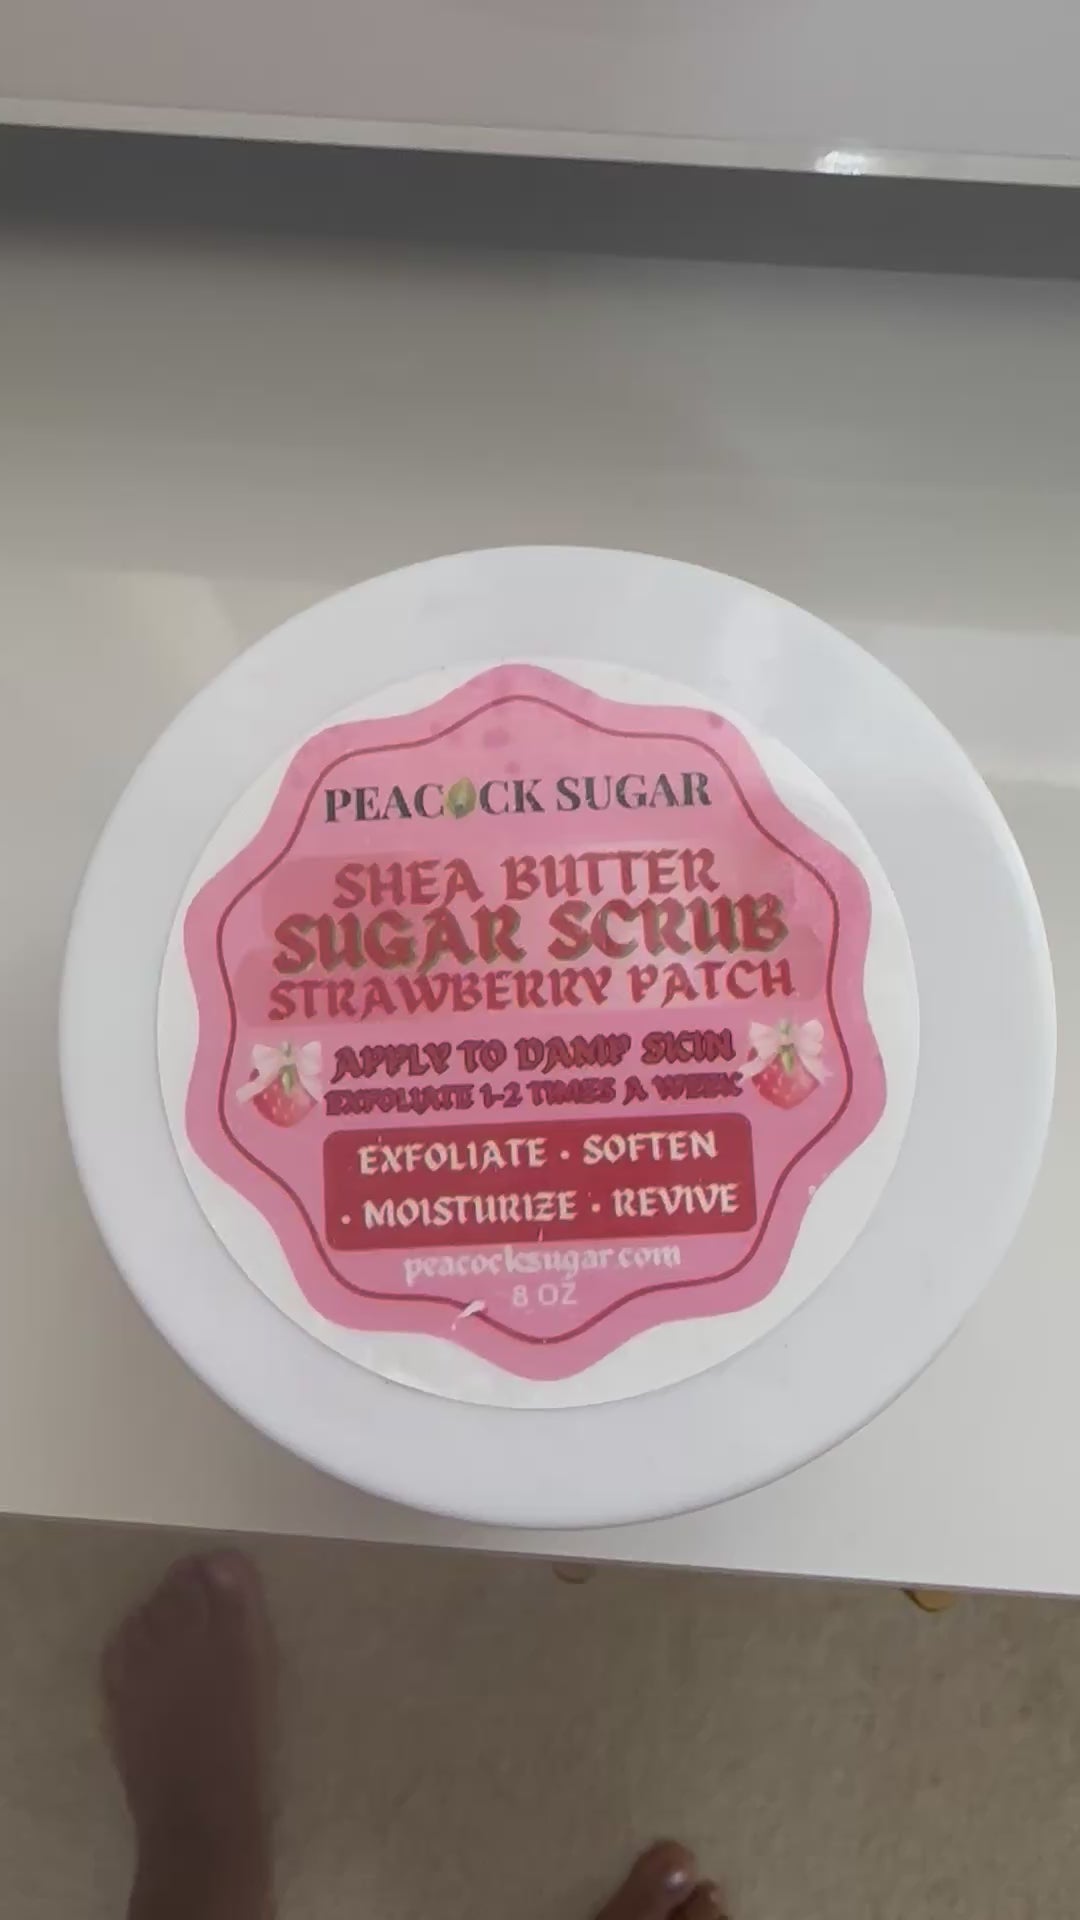 PEACOCK SUGAR
SHEA BUTTER
SUGAR SCRUB
STRAWBERRY PATCH
APPLY TO DAMP SKIN
EXFOLIATE 1-2 TIMES A WEEK
EXFOLIATE · SOFTEN
· MOISTURIZE · REVIVE
peacocksugar.com
8 OZ